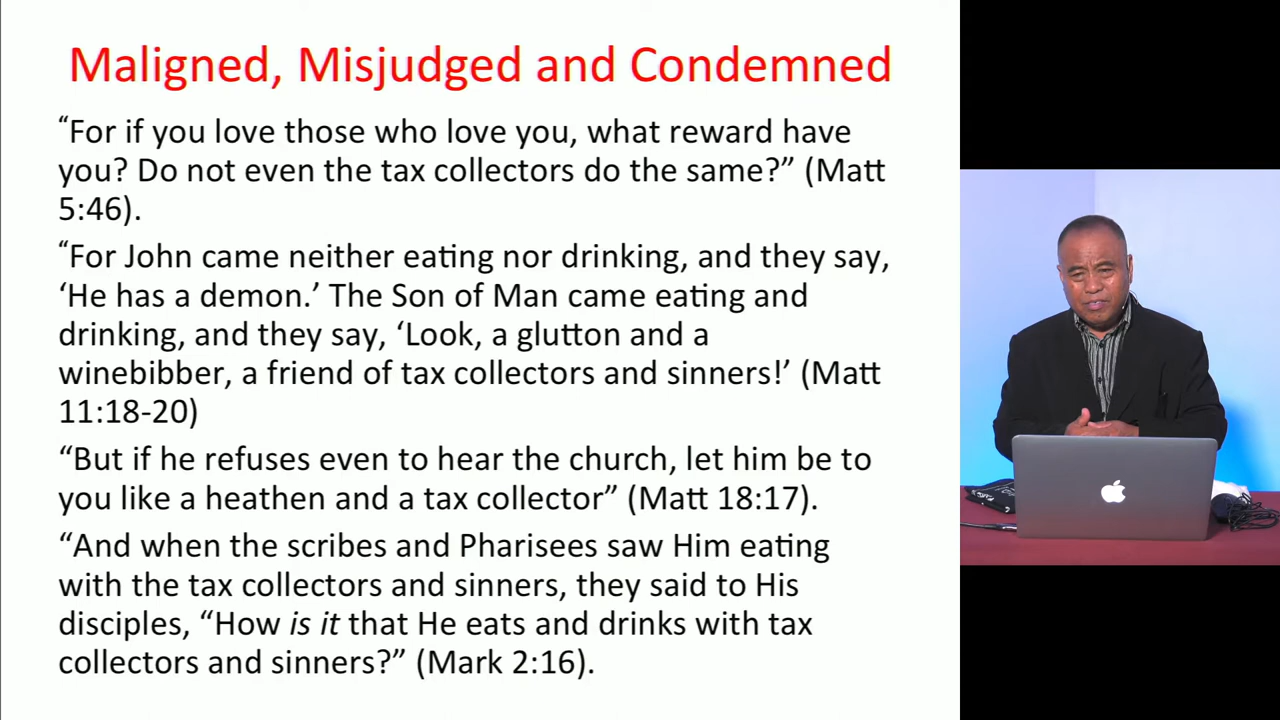 Maligned, Misjudged and Condemned
“For if you love those who love you, what reward have
you? Do not even the tax collectors do the same?” (Matt
5:46).
“For John came neither eating nor drinking, and they say,
‘He has a demon.’ The Son of Man came eating and
drinking, and they say, ‘Look, a glutton and a
winebibber, a friend of tax collectors and sinners!’ (Matt
11:18-20)
“But if he refuses even to hear the church, let him be to
you like a heathen and a tax collector” (Matt 18:17).
“And when the scribes and Pharisees saw Him eating
with the tax collectors and sinners, they said to His
disciples, “How is it that He eats and drinks with tax
collectors and sinners?” (Mark 2:16).